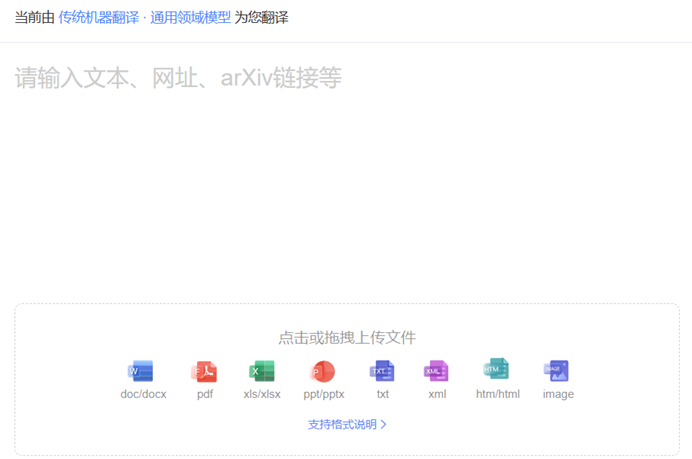 当前由 传统机器翻译 · 通用领域模型 为您翻译
请输入文本、网址、arXiv链接等
点击或拖拽上传文件
W F X P TXT XML HTM IMAGE
doc/docx pdf xls/xlsx ppt/pptx txt xml htm/html image
支持格式说明 >